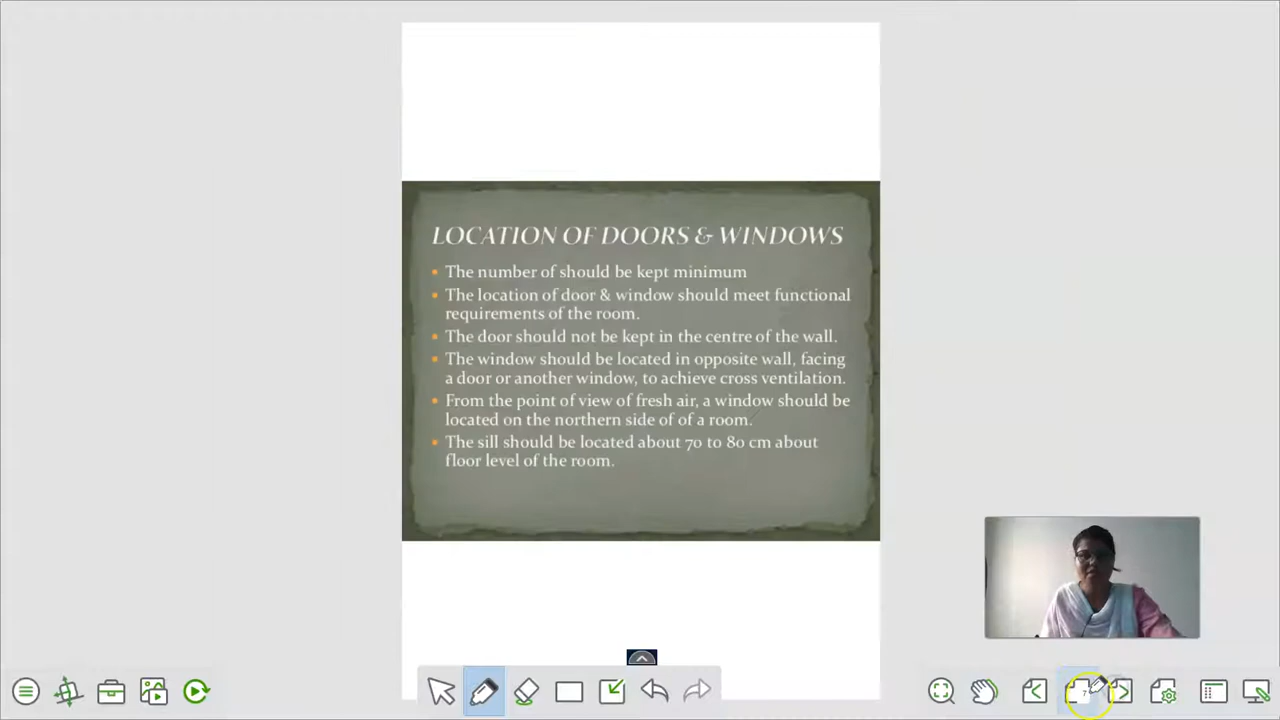 LOCATION OF DOORS & WINDOWS
• The number of should be kept minimum
• The location of door & window should meet functional
requirements of the room.
• The door should not be kept in the centre of the wall.
• The window should be located in opposite wall, facing
a door or another window, to achieve cross ventilation.
• From the point of view of fresh air, a window should be
located on the northern side of of a room.
• The sill should be located about 70 to 80 cm about
floor level of the room.
7